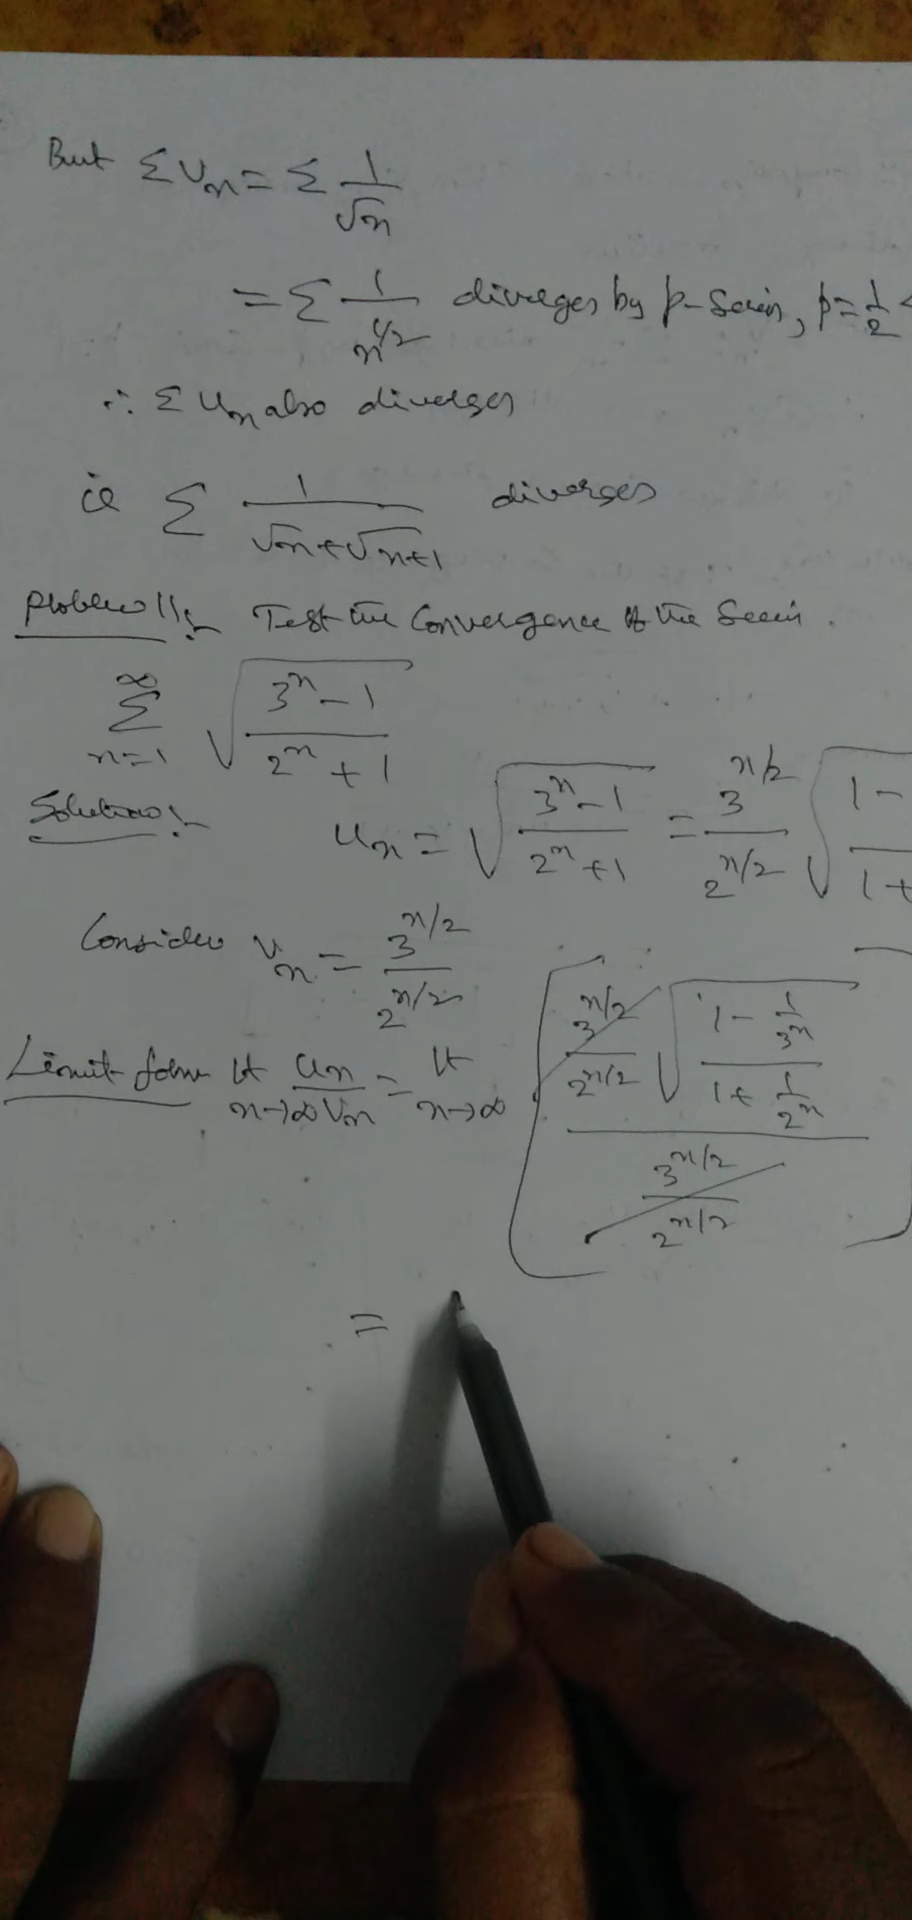 But ΣVn = Σ 1/√n
= Σ 1/n^1/2 diverges by p-Series, p = 1/2 <
∴ Σ Un also diverges
ie Σ 1/(√n + √n+1) diverges
Problem 11:- Test the Convergence of the Series.
∞ Σ n=1 √((3^n - 1)/(2^n + 1))
Solution:- Un = √((3^n - 1)/(2^n + 1)) = 3^n/2 / 2^n/2 √((1 - / (1 +
Consider Vn = 3^n/2 / 2^n/2
Limit form lt n→∞ Un/Vn = lt n→∞ [ (3^n/2 / 2^n/2) √((1 - 1/3^n)/(1 + 1/2^n)) / (3^n/2 / 2^n/2) ]
=